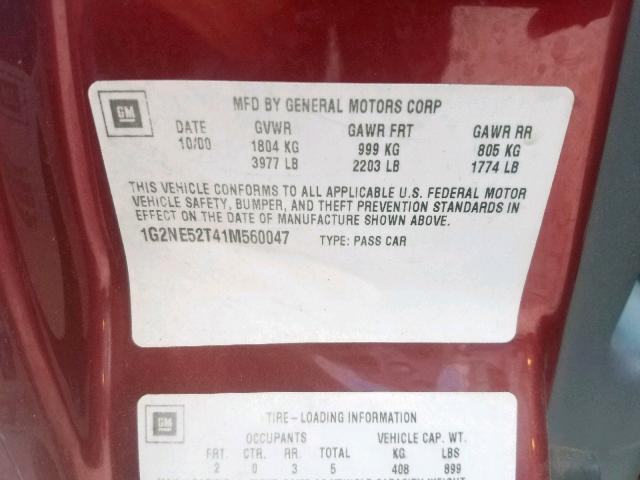 GM
MFD BY GENERAL MOTORS CORP
DATE GVWR GAWR FRT GAWR RR
10/00 1804 KG 999 KG 805 KG
3977 LB 2203 LB 1774 LB
THIS VEHICLE CONFORMS TO ALL APPLICABLE U.S. FEDERAL MOTOR
VEHICLE SAFETY, BUMPER, AND THEFT PREVENTION STANDARDS IN
EFFECT ON THE DATE OF MANUFACTURE SHOWN ABOVE.
1G2NE52T41M560047 TYPE: PASS CAR
GM
TIRE-LOADING INFORMATION
OCCUPANTS VEHICLE CAP. WT.
FRT. CTR. RR. TOTAL KG LBS
2 0 3 5 408 899